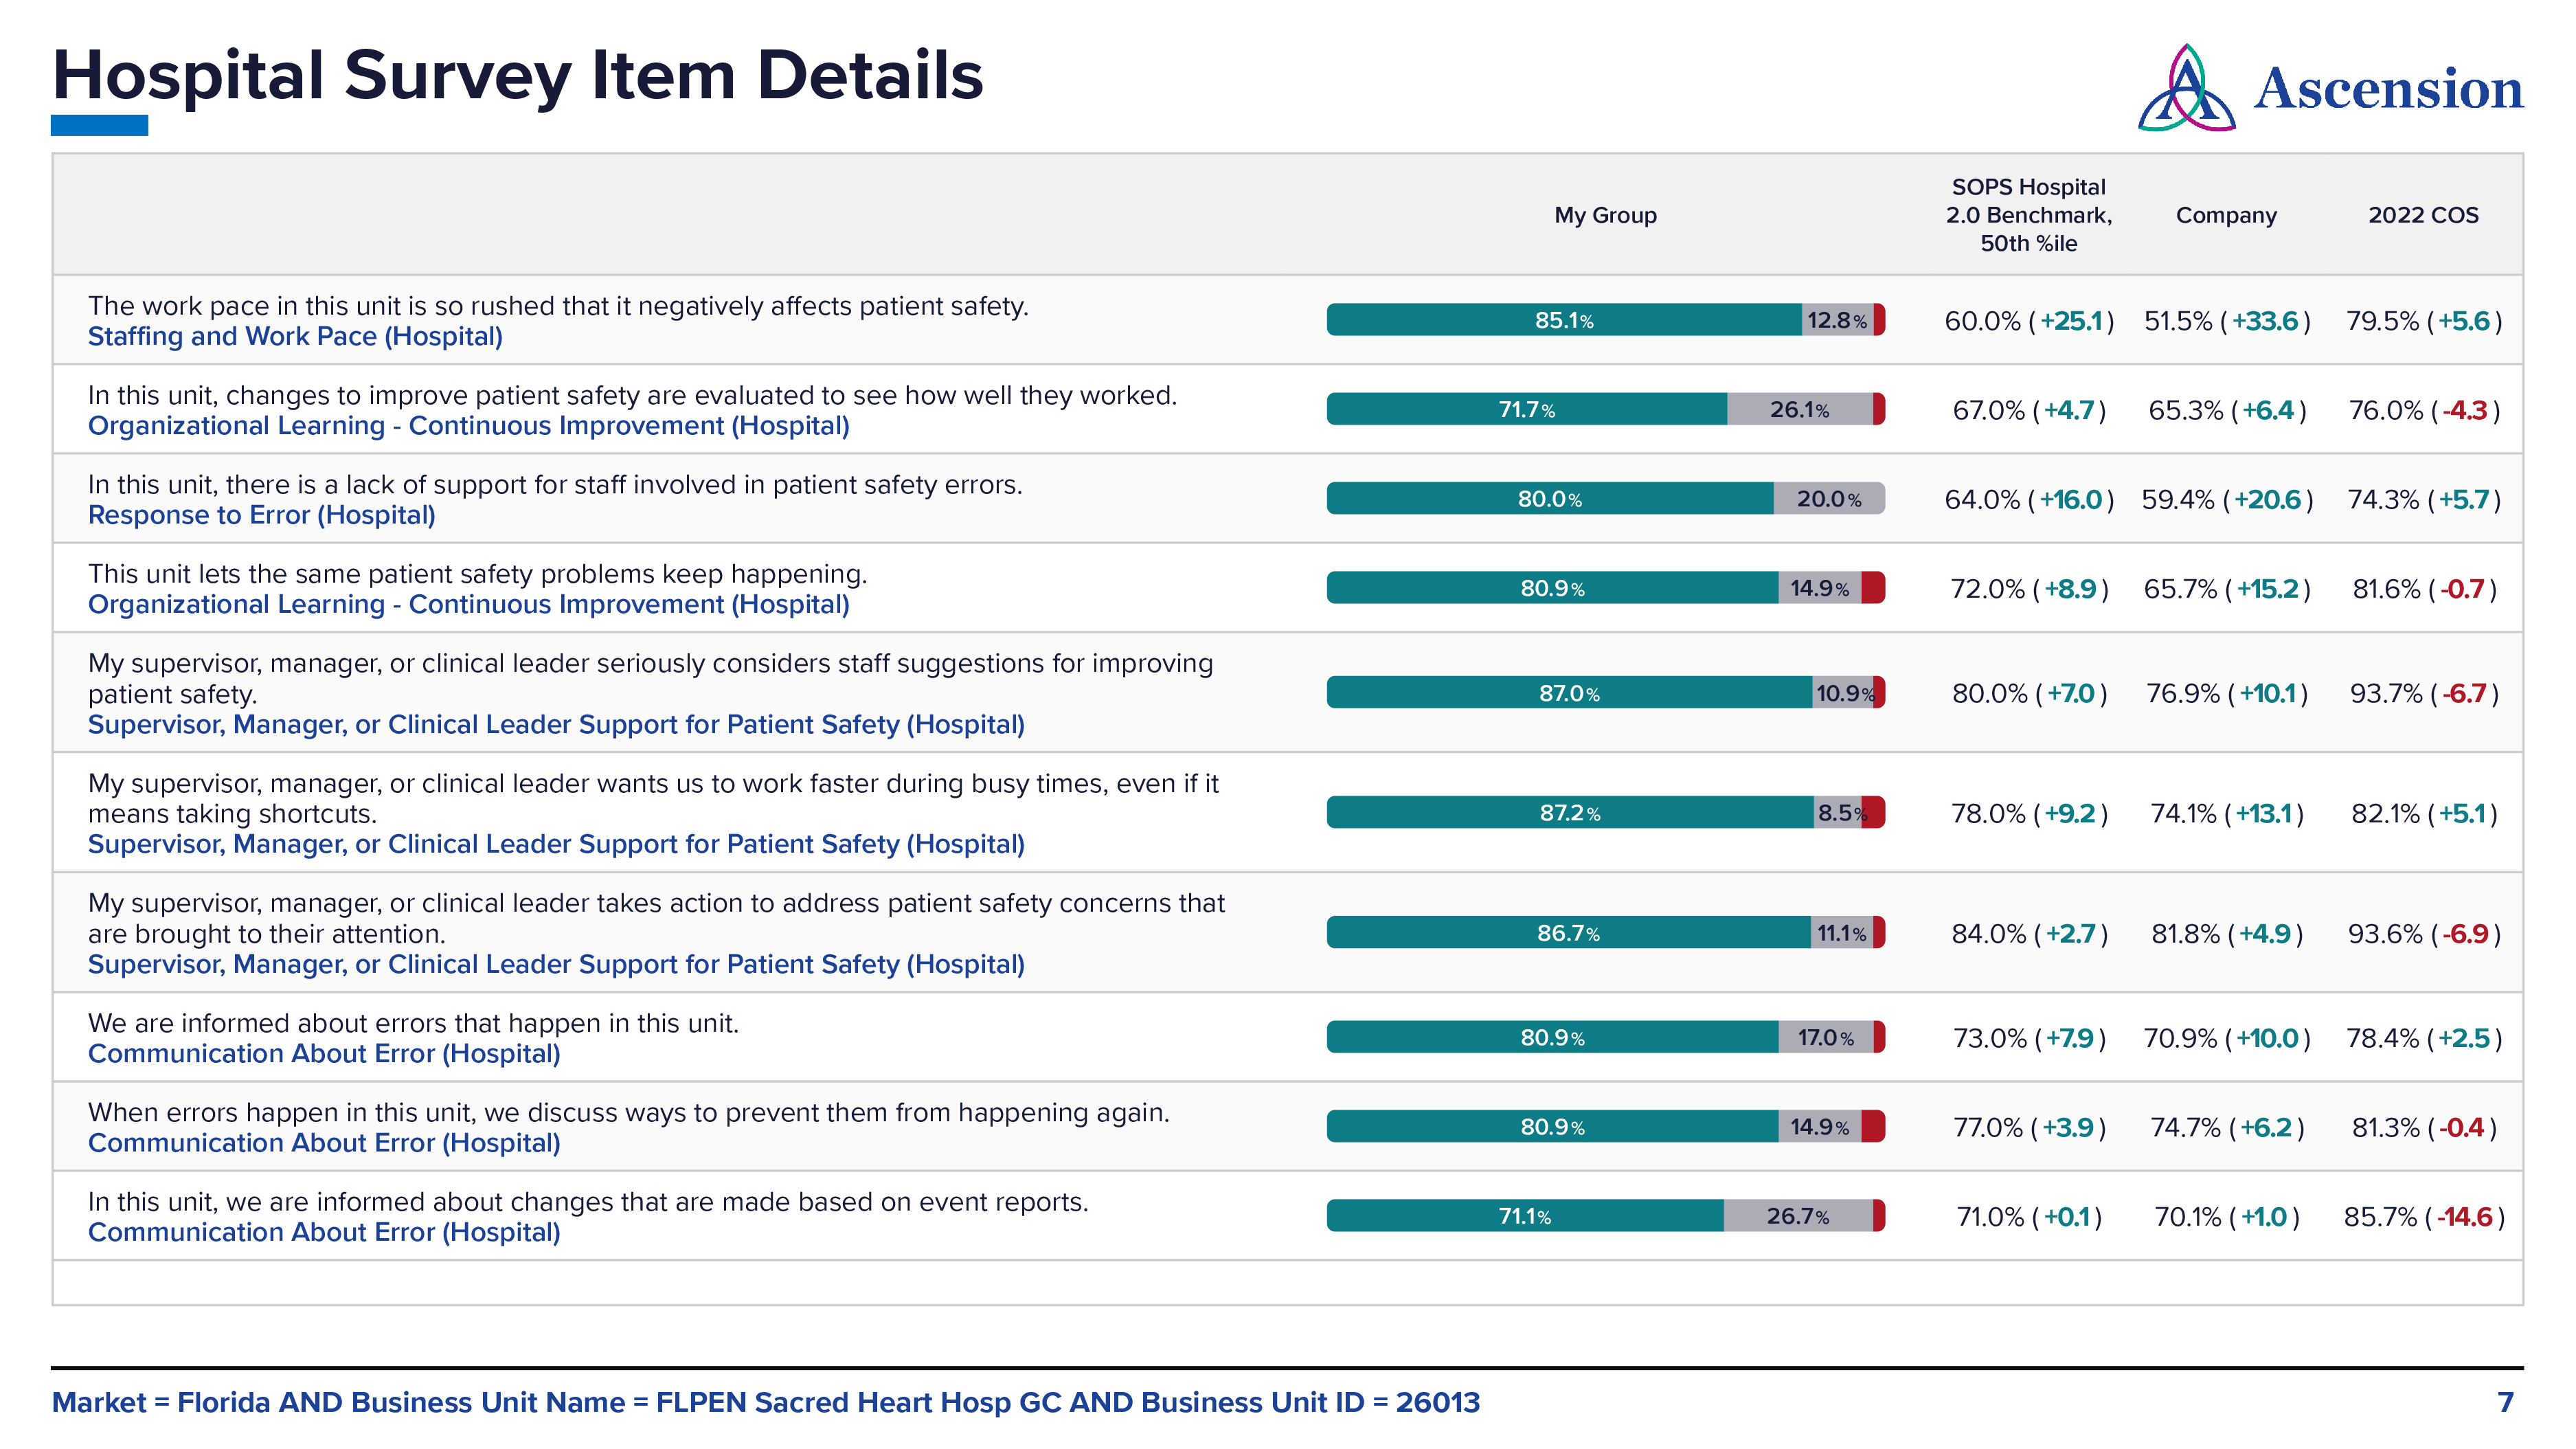 Hospital Survey Item Details
Ascension
My Group
SOPS Hospital
2.0 Benchmark,
50th %ile
Company
2022 COS
The work pace in this unit is so rushed that it negatively affects patient safety.
Staffing and Work Pace (Hospital)
85.1% 12.8% 60.0% ( +25.1 ) 51.5% ( +33.6 ) 79.5% ( +5.6 )
In this unit, changes to improve patient safety are evaluated to see how well they worked.
Organizational Learning - Continuous Improvement (Hospital)
71.7% 26.1% 67.0% ( +4.7 ) 65.3% ( +6.4 ) 76.0% ( -4.3 )
In this unit, there is a lack of support for staff involved in patient safety errors.
Response to Error (Hospital)
80.0% 20.0% 64.0% ( +16.0 ) 59.4% ( +20.6 ) 74.3% ( +5.7 )
This unit lets the same patient safety problems keep happening.
Organizational Learning - Continuous Improvement (Hospital)
80.9% 14.9% 72.0% ( +8.9 ) 65.7% ( +15.2 ) 81.6% ( -0.7 )
My supervisor, manager, or clinical leader seriously considers staff suggestions for improving
patient safety.
Supervisor, Manager, or Clinical Leader Support for Patient Safety (Hospital)
87.0% 10.9% 80.0% ( +7.0 ) 76.9% ( +10.1 ) 93.7% ( -6.7 )
My supervisor, manager, or clinical leader wants us to work faster during busy times, even if it
means taking shortcuts.
Supervisor, Manager, or Clinical Leader Support for Patient Safety (Hospital)
87.2% 8.5% 78.0% ( +9.2 ) 74.1% ( +13.1 ) 82.1% ( +5.1 )
My supervisor, manager, or clinical leader takes action to address patient safety concerns that
are brought to their attention.
Supervisor, Manager, or Clinical Leader Support for Patient Safety (Hospital)
86.7% 11.1% 84.0% ( +2.7 ) 81.8% ( +4.9 ) 93.6% ( -6.9 )
We are informed about errors that happen in this unit.
Communication About Error (Hospital)
80.9% 17.0% 73.0% ( +7.9 ) 70.9% ( +10.0 ) 78.4% ( +2.5 )
When errors happen in this unit, we discuss ways to prevent them from happening again.
Communication About Error (Hospital)
80.9% 14.9% 77.0% ( +3.9 ) 74.7% ( +6.2 ) 81.3% ( -0.4 )
In this unit, we are informed about changes that are made based on event reports.
Communication About Error (Hospital)
71.1% 26.7% 71.0% ( +0.1 ) 70.1% ( +1.0 ) 85.7% ( -14.6 )
Market = Florida AND Business Unit Name = FLPEN Sacred Heart Hosp GC AND Business Unit ID = 26013
7